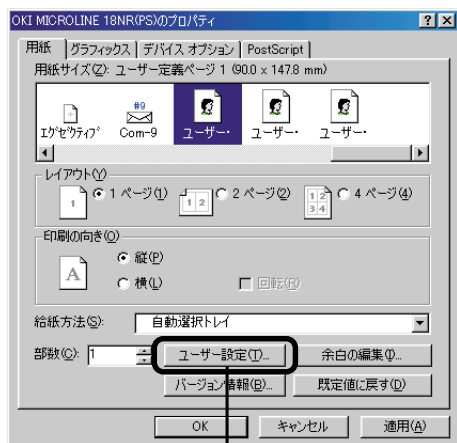 OKI MICROLINE 18NR(PS)のプロパティ
用紙 グラフィックス デバイス オプション PostScript
用紙サイズ(Z): ユーザー定義ページ 1 (90.0 x 147.8 mm)
#9
エグゼクティブ Com-9 ユーザー・ ユーザー・ ユーザー・
レイアウト(Y)
1 1 ページ(1) 1 2 2 ページ(2) 1 2 3 4 4 ページ(4)
印刷の向き(O)
A 縦(P)
横(L) 回転(R)
給紙方法(S): 自動選択トレイ
部数(C): 1 ユーザー設定(T)... 余白の編集(I)...
バージョン情報(B)... 既定値に戻す(D)
OK キャンセル 適用(A)